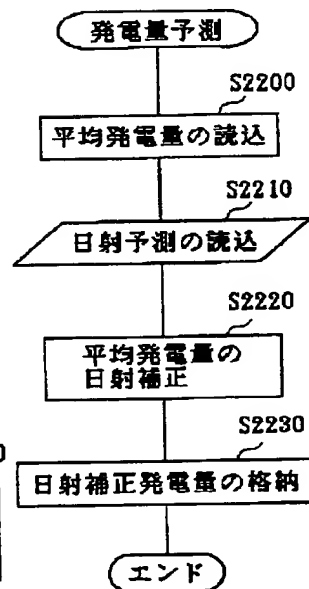 発電量予測
S2200
平均発電量の読込
S2210
日射予測の読込
S2220
平均発電量の
日射補正
S2230
0
日射補正発電量の格納
エンド